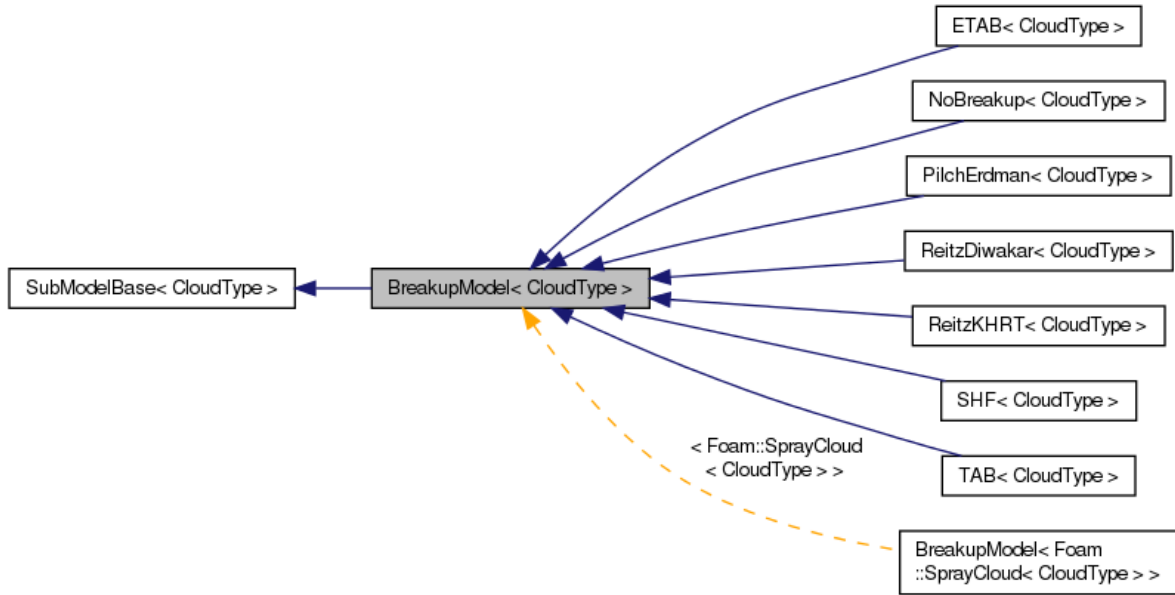 ETAB< CloudType >
NoBreakup< CloudType >
PilchErdman< CloudType >
ReitzDiwakar< CloudType >
SubModelBase< CloudType >
BreakupModel< CloudType >
ReitzKHRT< CloudType >
SHF< CloudType >
< Foam::SprayCloud
< CloudType > >
TAB< CloudType >
BreakupModel< Foam
::SprayCloud< CloudType > >